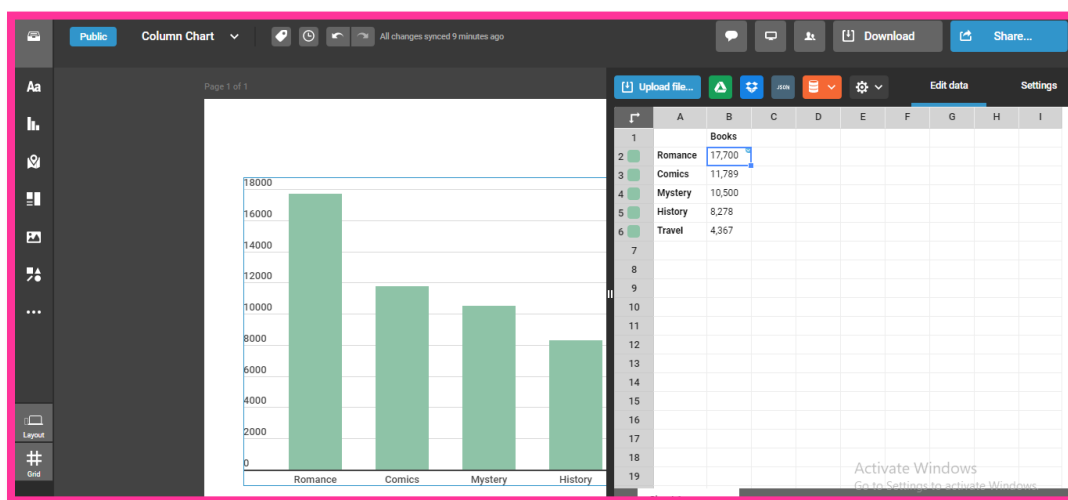 Public Column Chart All changes synced 9 minutes ago Download Share...
Aa Page 1 of 1 Upload file... JSON Edit data Settings
A B C D E F G H I
1 Books
2 Romance 17,700
3 Comics 11,789
4 Mystery 10,500
5 History 8,278
6 Travel 4,367
7
8
9
10
11
12
13
14
15
16
17
18
19
18000
16000
14000
12000
10000
8000
6000
4000
2000
0
Romance Comics Mystery History
Layout
Grid
Activate Windows
Go to Settings to activate Windows.